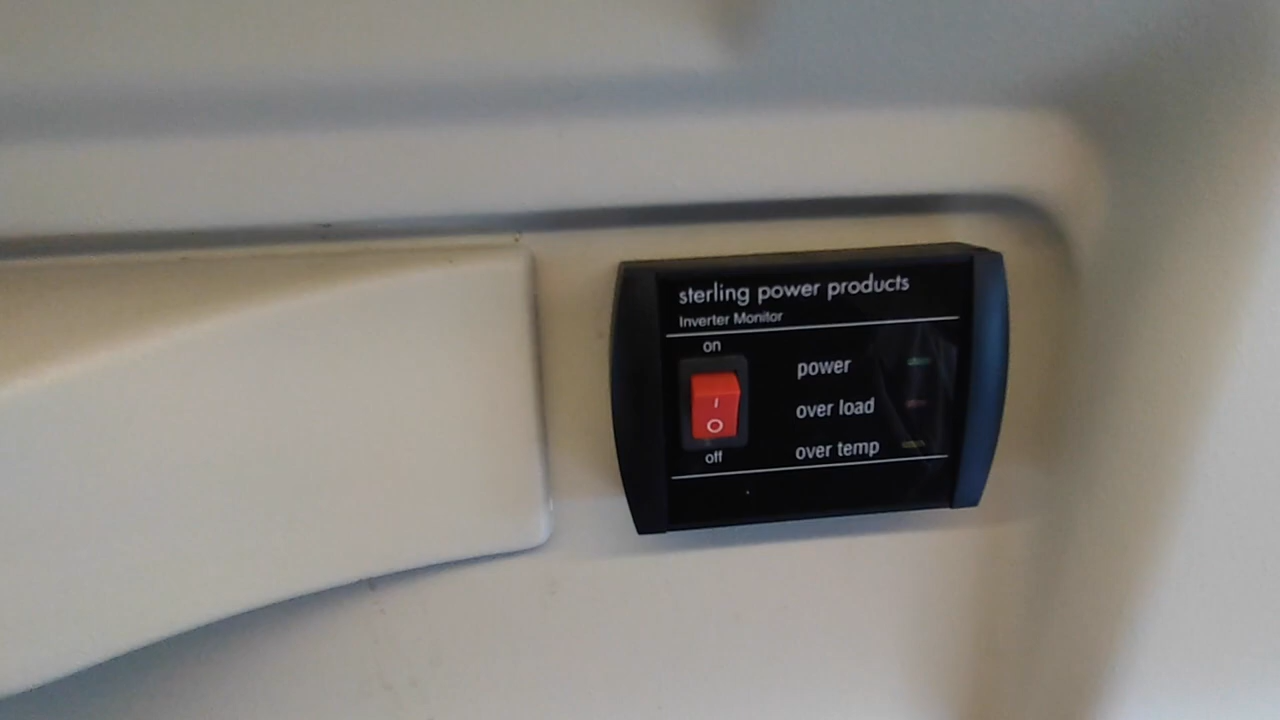 sterling power products
Inverter Monitor
on
power
I
over load
O
off
over temp